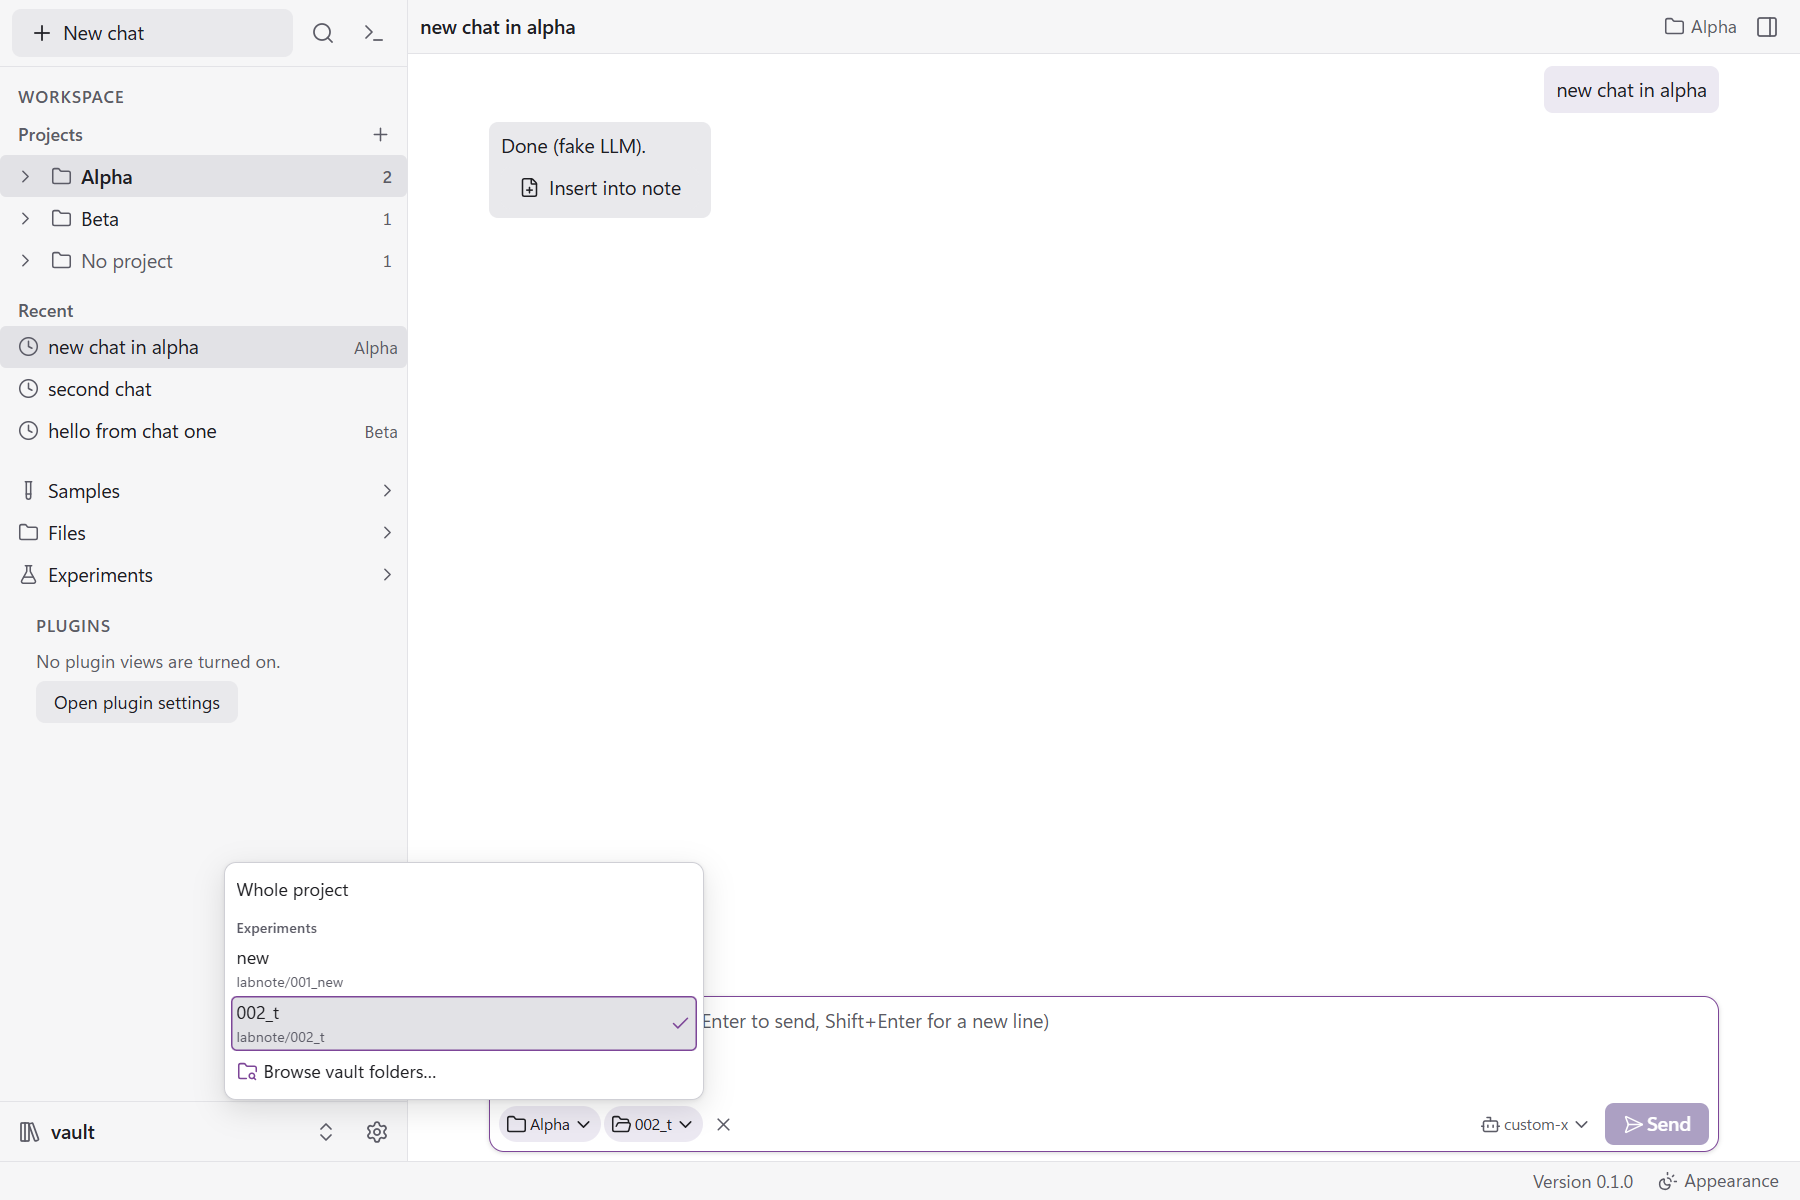 New chat
new chat in alpha
Alpha
WORKSPACE
Projects
Alpha 2
Beta 1
No project 1
Recent
new chat in alpha Alpha
second chat
hello from chat one Beta
Samples
Files
Experiments
PLUGINS
No plugin views are turned on.
Open plugin settings
new chat in alpha
Done (fake LLM).
Insert into note
Whole project
Experiments
new
labnote/001_new
002_t
labnote/002_t
Browse vault folders...
Enter to send, Shift+Enter for a new line)
Alpha 002_t custom-x Send
vault
Version 0.1.0 Appearance